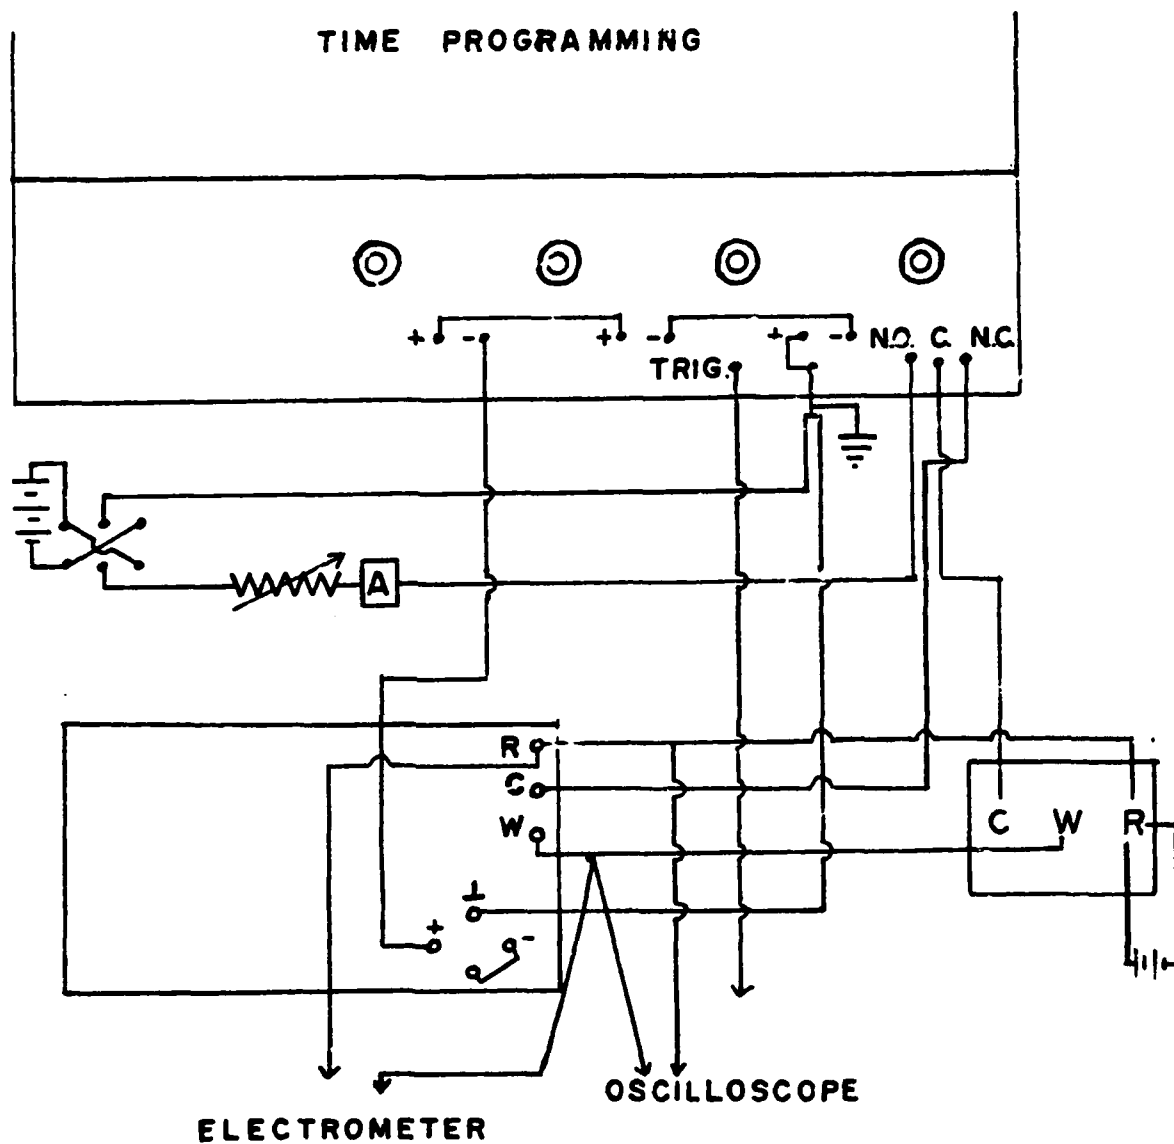 TIME PROGRAMMING
+ - + - + - N.O. C. N.C.
TRIG.
A
R
C
W
C W R
+
-
OSCILLOSCOPE
ELECTROMETER